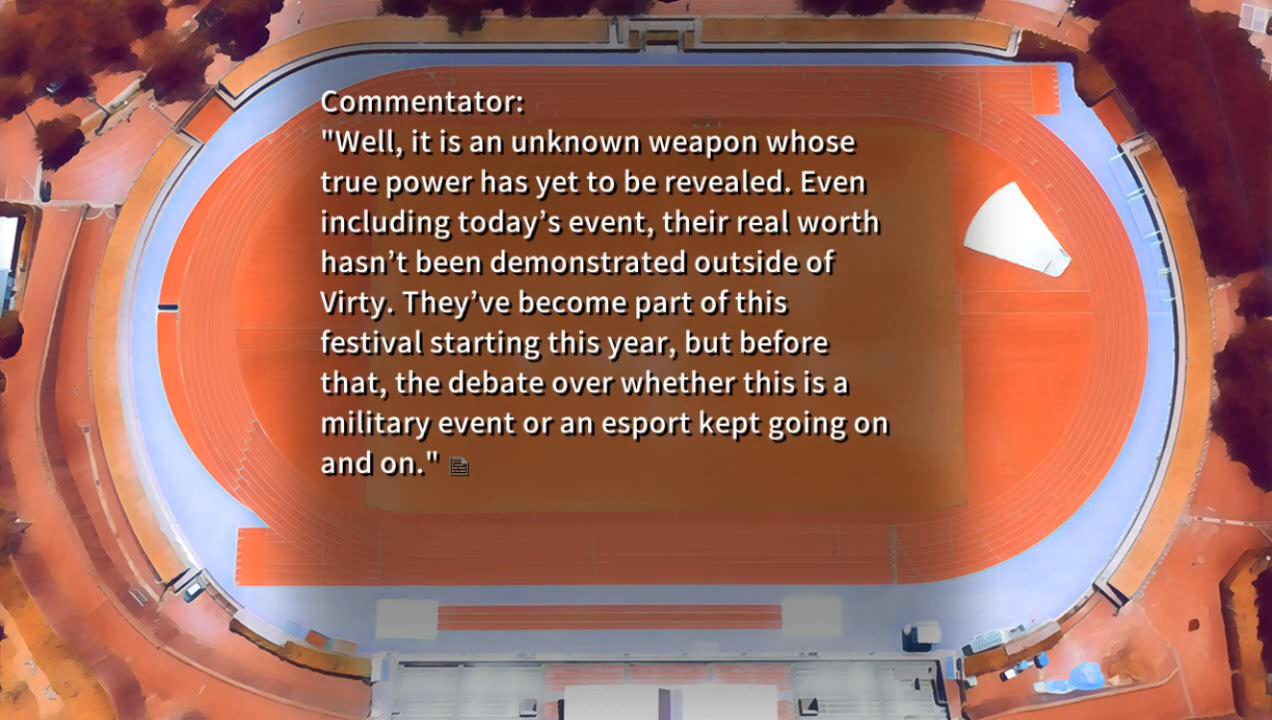 Commentator:
"Well, it is an unknown weapon whose
true power has yet to be revealed. Even
including today’s event, their real worth
hasn’t been demonstrated outside of
Virty. They’ve become part of this
festival starting this year, but before
that, the debate over whether this is a
military event or an esport kept going on
and on."